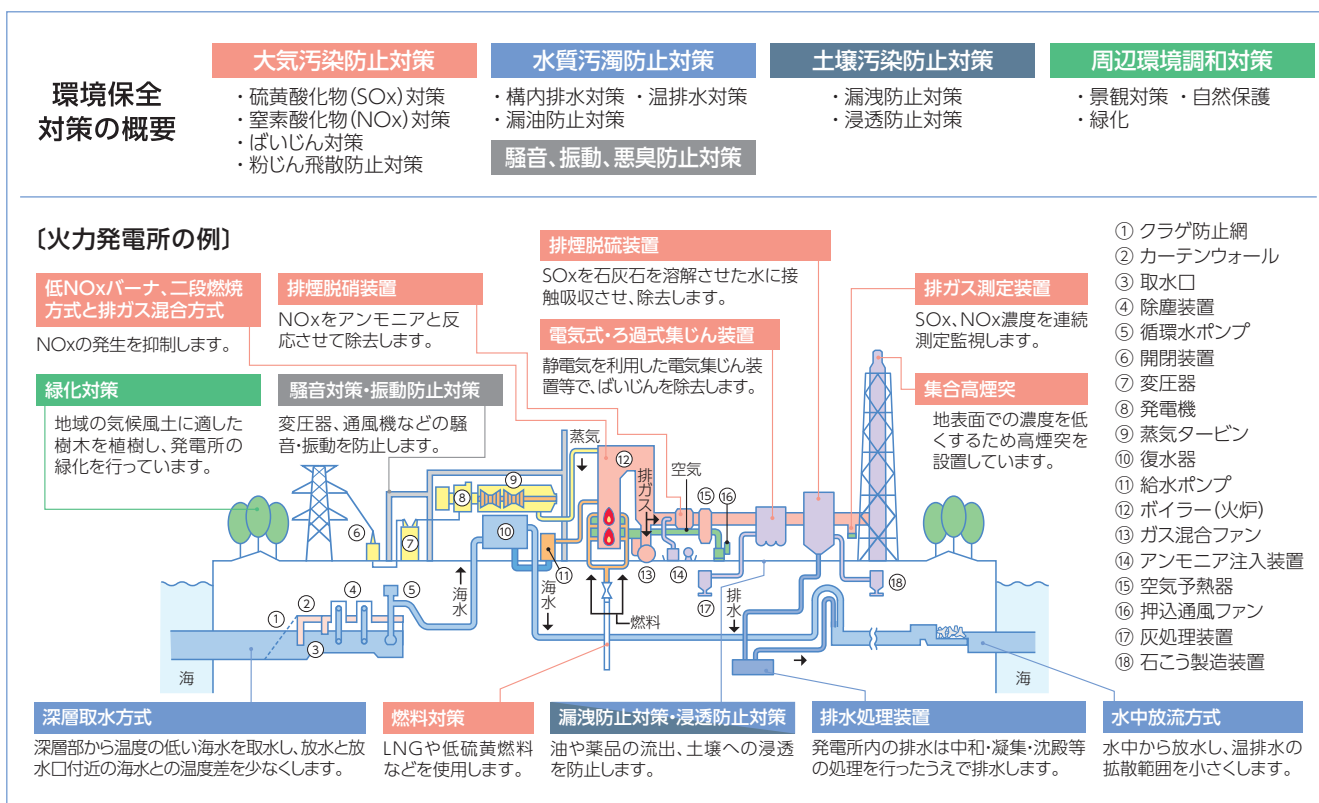 環境保全
対策の概要
大気汚染防止対策
・硫黄酸化物(SOx)対策
・窒素酸化物(NOx)対策
・ばいじん対策
・粉じん飛散防止対策
水質汚濁防止対策
・構内排水対策 ・温排水対策
・漏油防止対策
騒音、振動、悪臭防止対策
土壌汚染防止対策
・漏洩防止対策
・浸透防止対策
周辺環境調和対策
・景観対策 ・自然保護
・緑化
〔火力発電所の例〕
低NOxバーナ、二段燃焼
方式と排ガス混合方式
NOxの発生を抑制します。
排煙脱硝装置
NOxをアンモニアと反
応させて除去します。
排煙脱硫装置
SOxを石灰石を溶解させた水に接
触吸収させ、除去します。
電気式・ろ過式集じん装置
静電気を利用した電気集じん装
置等で、ばいじんを除去します。
排ガス測定装置
SOx、NOx濃度を連続
測定監視します。
集合高煙突
地表面での濃度を低
くするため高煙突を
設置しています。
緑化対策
地域の気候風土に適した
樹木を植樹し、発電所の
緑化を行っています。
騒音対策・振動防止対策
変圧器、通風機などの騒
音・振動を防止します。
① クラゲ防止網
② カーテンウォール
③ 取水口
④ 除塵装置
⑤ 循環水ポンプ
⑥ 開閉装置
⑦ 変圧器
⑧ 発電機
⑨ 蒸気タービン
⑩ 復水器
⑪ 給水ポンプ
⑫ ボイラー(火炉)
⑬ ガス混合ファン
⑭ アンモニア注入装置
⑮ 空気予熱器
⑯ 押込通風ファン
⑰ 灰処理装置
⑱ 石こう製造装置
蒸気
⑫
排ガス
空気
⑮
⑯
⑨
⑧
⑩
⑥
⑦
⑪
⑬
⑭
⑰
⑱
海水
海水
燃料
排水
①
②
③
④
⑤
海
海
深層取水方式
深層部から温度の低い海水を取水し、放水と放
水口付近の海水との温度差を少なくします。
燃料対策
LNGや低硫黄燃料
などを使用します。
漏洩防止対策・浸透防止対策
油や薬品の流出、土壌への浸透
を防止します。
排水処理装置
発電所内の排水は中和・凝集・沈殿等
の処理を行ったうえで排水します。
水中放流方式
水中から放水し、温排水の
拡散範囲を小さくします。